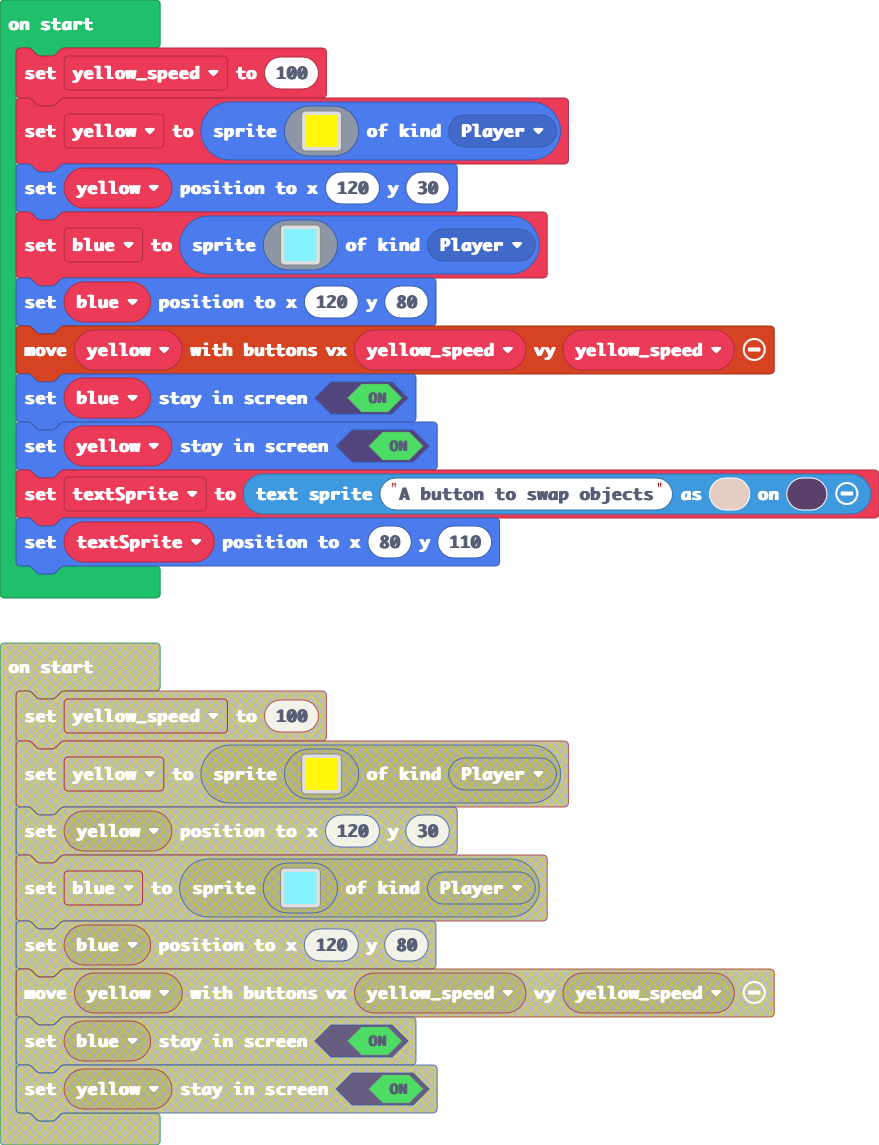 on start
set yellow_speed to 100
set yellow to sprite of kind Player
set yellow position to x 120 y 30
set blue to sprite of kind Player
set blue position to x 120 y 80
move yellow with buttons vx yellow_speed vy yellow_speed
set blue stay in screen ON
set yellow stay in screen ON
set textSprite to text sprite "A button to swap objects" as on
set textSprite position to x 80 y 110
on start
set yellow_speed to 100
set yellow to sprite of kind Player
set yellow position to x 120 y 30
set blue to sprite of kind Player
set blue position to x 120 y 80
move yellow with buttons vx yellow_speed vy yellow_speed
set blue stay in screen ON
set yellow stay in screen ON